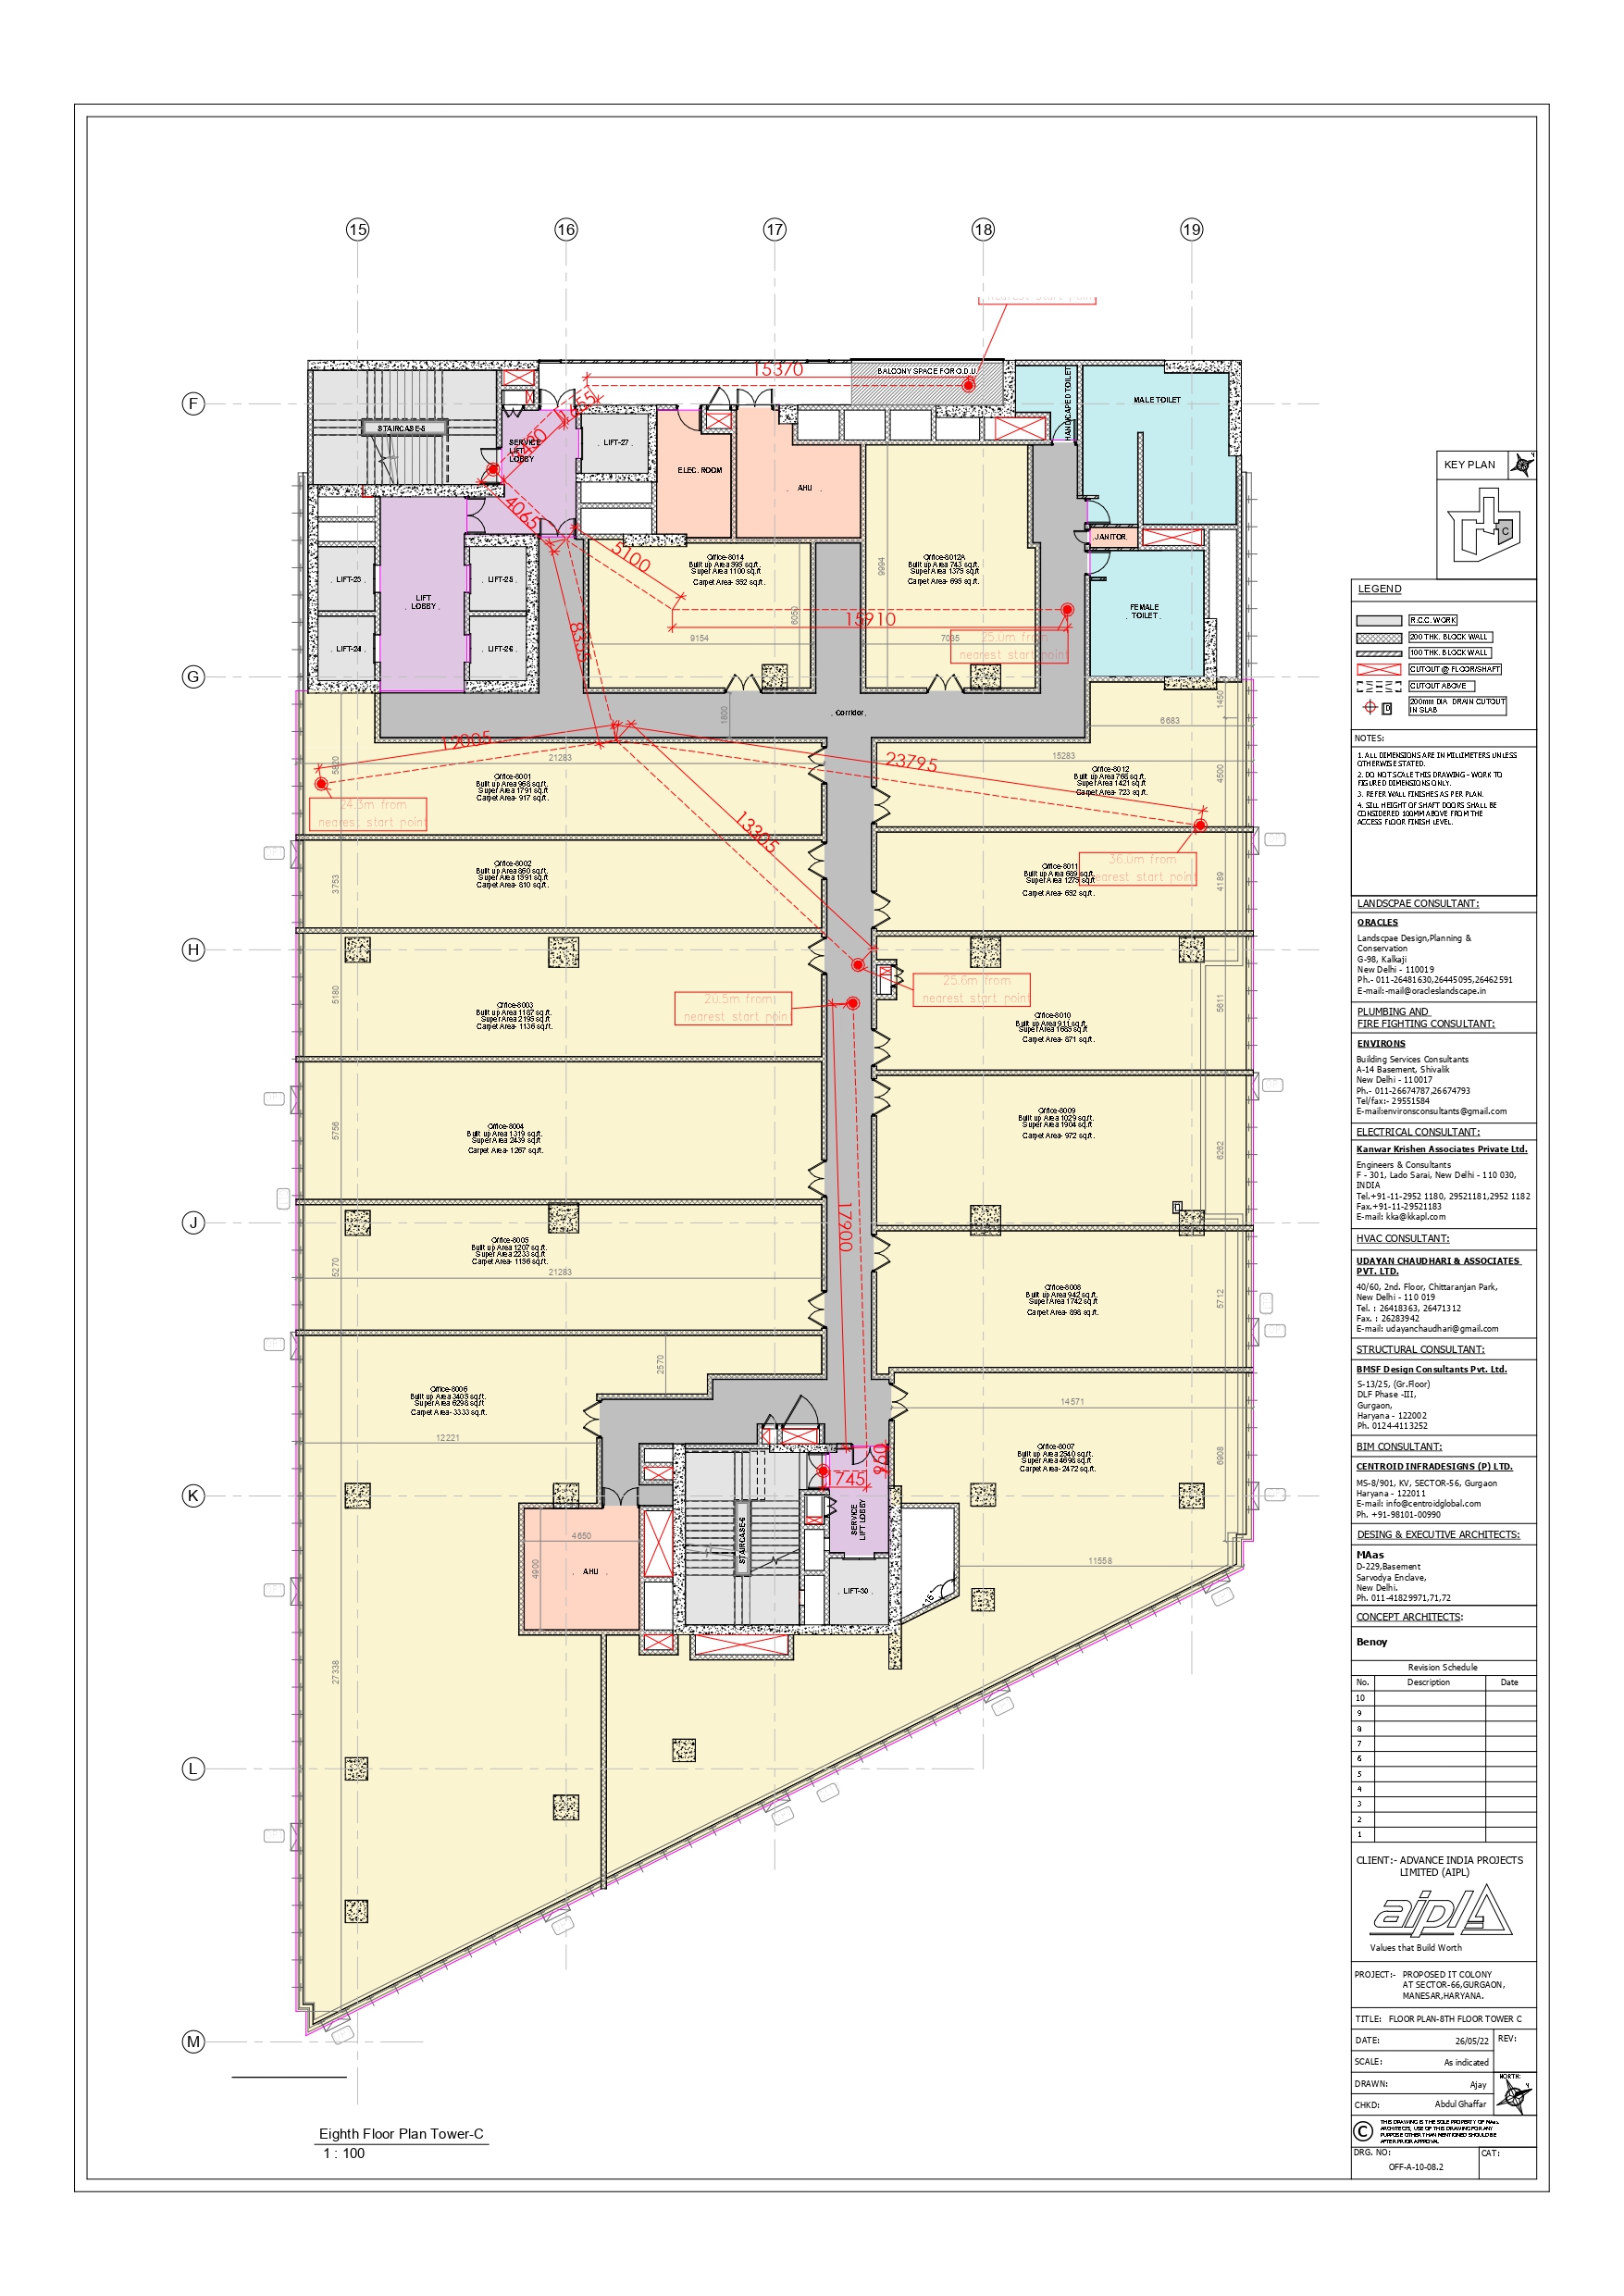 15
16
17
18
19
F
G
H
J
K
L
M
15370
BALCONY SPACE FOR O.D.U.
HANDICAPED TOILET
MALE TOILET
STAIRCASE-5
SERVICE
LIFT
LOBBY
LIFT-27
ELEC. ROOM
AHU
4065
5100
JANITOR.
LIFT-23
LIFT-25
LIFT
LOBBY
LIFT-24
LIFT-26
FEMALE
TOILET
Office-8014
Built up Area 595 sq.ft.
Super Area 1100 sq.ft
Carpet Area- 552 sq.ft.
Office-8012A
Built up Area 743 sq.ft.
Super Area 1375 sq.ft
Carpet Area- 695 sq.ft.
9994
6050
15910
9154
7035
25.0m from
nearest start point
1800
Corridor
6683
1450
12005
21283
5820
23795
15283
4500
Office-8001
Built up Area 968 sq.ft.
Super Area 1791 sq.ft
Carpet Area- 917 sq.ft.
Office-8012
Built up Area 768 sq.ft.
Super Area 1421 sq.ft
Carpet Area- 723 sq.ft.
24.3m from
nearest start point
13305
36.0m from
nearest start point
Office-8002
Built up Area 860 sq.ft.
Super Area 1591 sq.ft
Carpet Area- 810 sq.ft.
3753
Office-8011
Built up Area 689 sq.ft.
Super Area 1275 sq.ft
Carpet Area- 652 sq.ft.
4189
25.6m from
nearest start point
20.5m from
nearest start point
Office-8003
Built up Area 1187 sq.ft.
Super Area 2195 sq.ft
Carpet Area- 1136 sq.ft.
5180
Office-8010
Built up Area 911 sq.ft.
Super Area 1685 sq.ft
Carpet Area- 871 sq.ft.
5611
Office-8004
Built up Area 1319 sq.ft.
Super Area 2439 sq.ft
Carpet Area- 1267 sq.ft.
5756
Office-8009
Built up Area 1029 sq.ft.
Super Area 1904 sq.ft
Carpet Area- 972 sq.ft.
6262
17900
Office-8005
Built up Area 1207 sq.ft.
Super Area 2233 sq.ft
Carpet Area- 1156 sq.ft.
5270
21283
Office-8008
Built up Area 942 sq.ft.
Super Area 1742 sq.ft
Carpet Area- 898 sq.ft.
5712
2570
Office-8006
Built up Area 3405 sq.ft.
Super Area 6298 sq.ft
Carpet Area- 3333 sq.ft.
12221
14571
Office-8007
Built up Area 2540 sq.ft.
Super Area 4698 sq.ft
Carpet Area- 2472 sq.ft.
6908
960
1745
SERVICE
LIFT LOBBY
STAIRCASE-6
4650
4900
AHU
LIFT-30
11558
27338
Eighth Floor Plan Tower-C
1 : 100
KEY PLAN
C
LEGEND
R.C.C. WORK
200 THK. BLOCK WALL
100 THK. BLOCK WALL
CUTOUT @ FLOOR/SHAFT
CUTOUT ABOVE
200mm DIA DRAIN CUTOUT
IN SLAB
NOTES:
1. ALL DIMENSIONS ARE IN MILLIMETERS UNLESS
OTHERWISE STATED.
2. DO NOT SCALE THIS DRAWING - WORK TO
FIGURED DIMENSIONS ONLY.
3. REFER WALL FINISHES AS PER PLAN.
4. SILL HEIGHT OF SHAFT DOORS SHALL BE
CONSIDERED 100MM ABOVE FROM THE
ACCESS FLOOR FINISH LEVEL.
LANDSCPAE CONSULTANT:
ORACLES
Landscpae Design,Planning &
Conservation
G-98, Kalkaji
New Delhi - 110019
Ph.- 011-26481630,26445095,26462591
E-mail:-mail@oracleslandscape.in
PLUMBING AND
FIRE FIGHTING CONSULTANT:
ENVIRONS
Building Services Consultants
A-14 Basement, Shivalik
New Delhi - 110017
Ph.- 011-26674787,26674793
Tel/fax:- 29551584
E-mail:environsconsultants@gmail.com
ELECTRICAL CONSULTANT:
Kanwar Krishen Associates Private Ltd.
Engineers & Consultants
F - 301, Lado Sarai, New Delhi - 110 030,
INDIA
Tel.+91-11-2952 1180, 29521181,2952 1182
Fax.+91-11-29521183
E-mail: kka@kkapl.com
HVAC CONSULTANT:
UDAYAN CHAUDHARI & ASSOCIATES
PVT. LTD.
40/60, 2nd. Floor, Chittaranjan Park,
New Delhi - 110 019
Tel. : 26418363, 26471312
Fax. : 26283942
E-mail: udayanchaudhari@gmail.com
STRUCTURAL CONSULTANT:
BMSF Design Consultants Pvt. Ltd.
S-13/25, (Gr.Floor)
DLF Phase -III,
Gurgaon,
Haryana - 122002
Ph. 0124-4113252
BIM CONSULTANT:
CENTROID INFRADESIGNS (P) LTD.
MS-8/901, KV, SECTOR-56, Gurgaon
Haryana - 122011
E-mail: info@centroidglobal.com
Ph. +91-98101-00990
DESING & EXECUTIVE ARCHITECTS:
MAas
D-229,Basement
Sarvodya Enclave,
New Delhi.
Ph. 011-41829971,71,72
CONCEPT ARCHITECTS:
Benoy
Revision Schedule
No. Description Date
10
9
8
7
6
5
4
3
2
1
CLIENT:- ADVANCE INDIA PROJECTS
LIMITED (AIPL)
aipl
Values that Build Worth
PROJECT:- PROPOSED IT COLONY
AT SECTOR-66,GURGAON,
MANESAR,HARYANA.
TITLE: FLOOR PLAN-8TH FLOOR TOWER C
DATE: 26/05/22 REV:
SCALE: As indicated
DRAWN: Ajay
NORTH:
CHKD: Abdul Ghaffar
C
THIS DRAWING IS THE SOLE PROPERTY OF MAas
ARCHITECTS, USE OF THIS DRAWING FOR ANY
PURPOSE OTHER THAN MENTIONED SHOULD BE
AFTER PRIOR APPROVAL
DRG. NO: CAT:
OFF-A-10-08.2